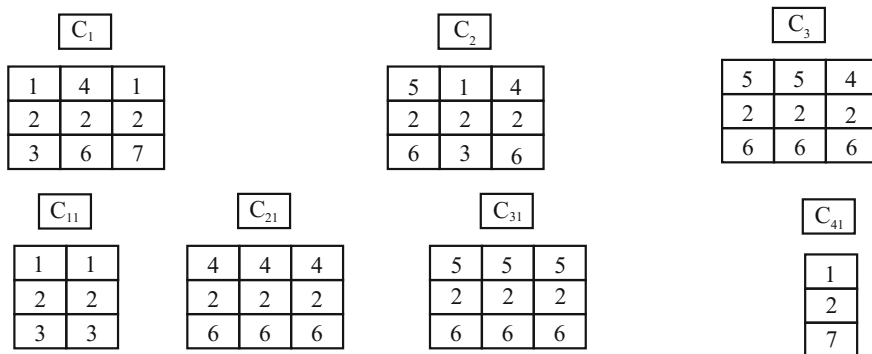 C₁ C₂ C₃
1 4 1 5 1 4 5 5 4
2 2 2 2 2 2 2 2 2
3 6 7 6 3 6 6 6 6
C₁₁ C₂₁ C₃₁ C₄₁
1 1 4 4 4 5 5 5 1
2 2 2 2 2 2 2 2 2
3 3 6 6 6 6 6 6 7